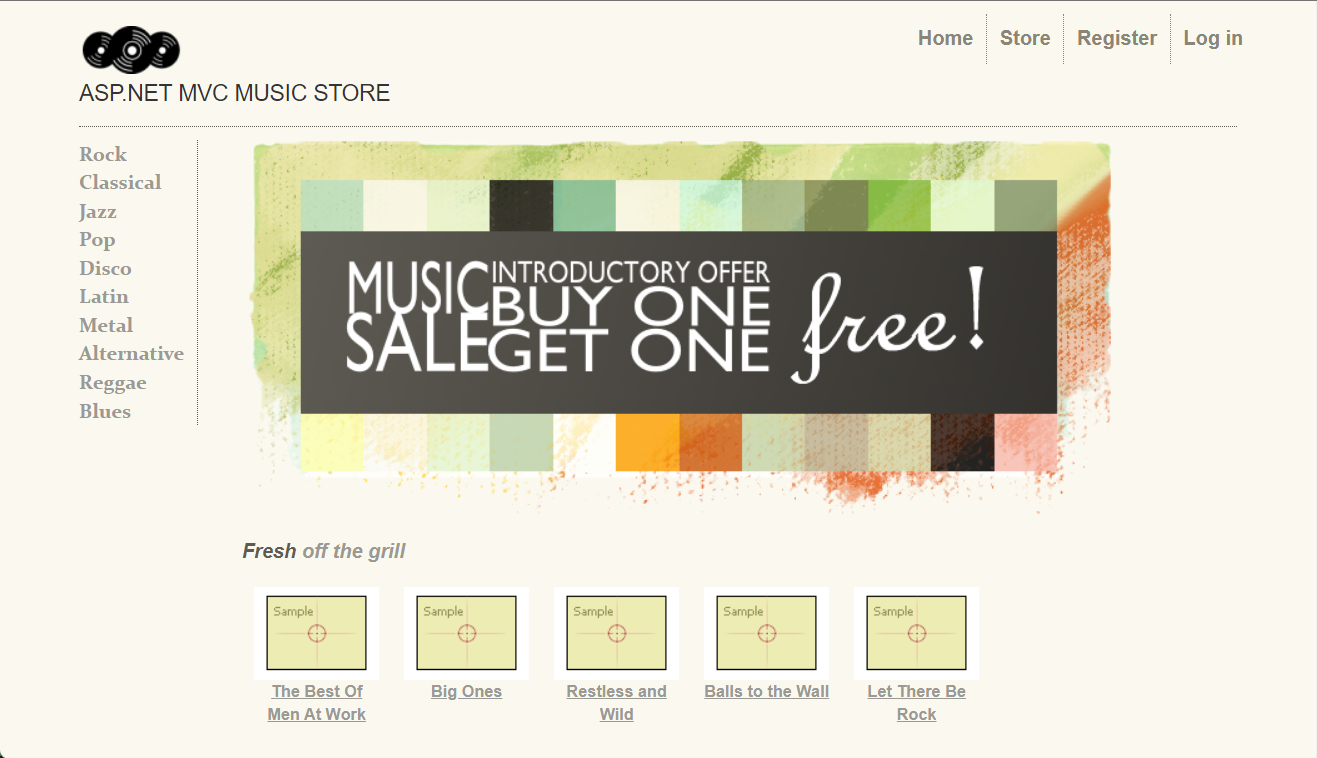 Home
Store
Register
Log in
ASP.NET MVC MUSIC STORE
Rock
Classical
Jazz
Pop
Disco
Latin
Metal
Alternative
Reggae
Blues
MUSIC
SALE
INTRODUCTORY OFFER
BUY ONE
GET ONE
free!
Fresh off the grill
Sample
Sample
Sample
Sample
Sample
The Best Of
Men At Work
Big Ones
Restless and
Wild
Balls to the Wall
Let There Be
Rock